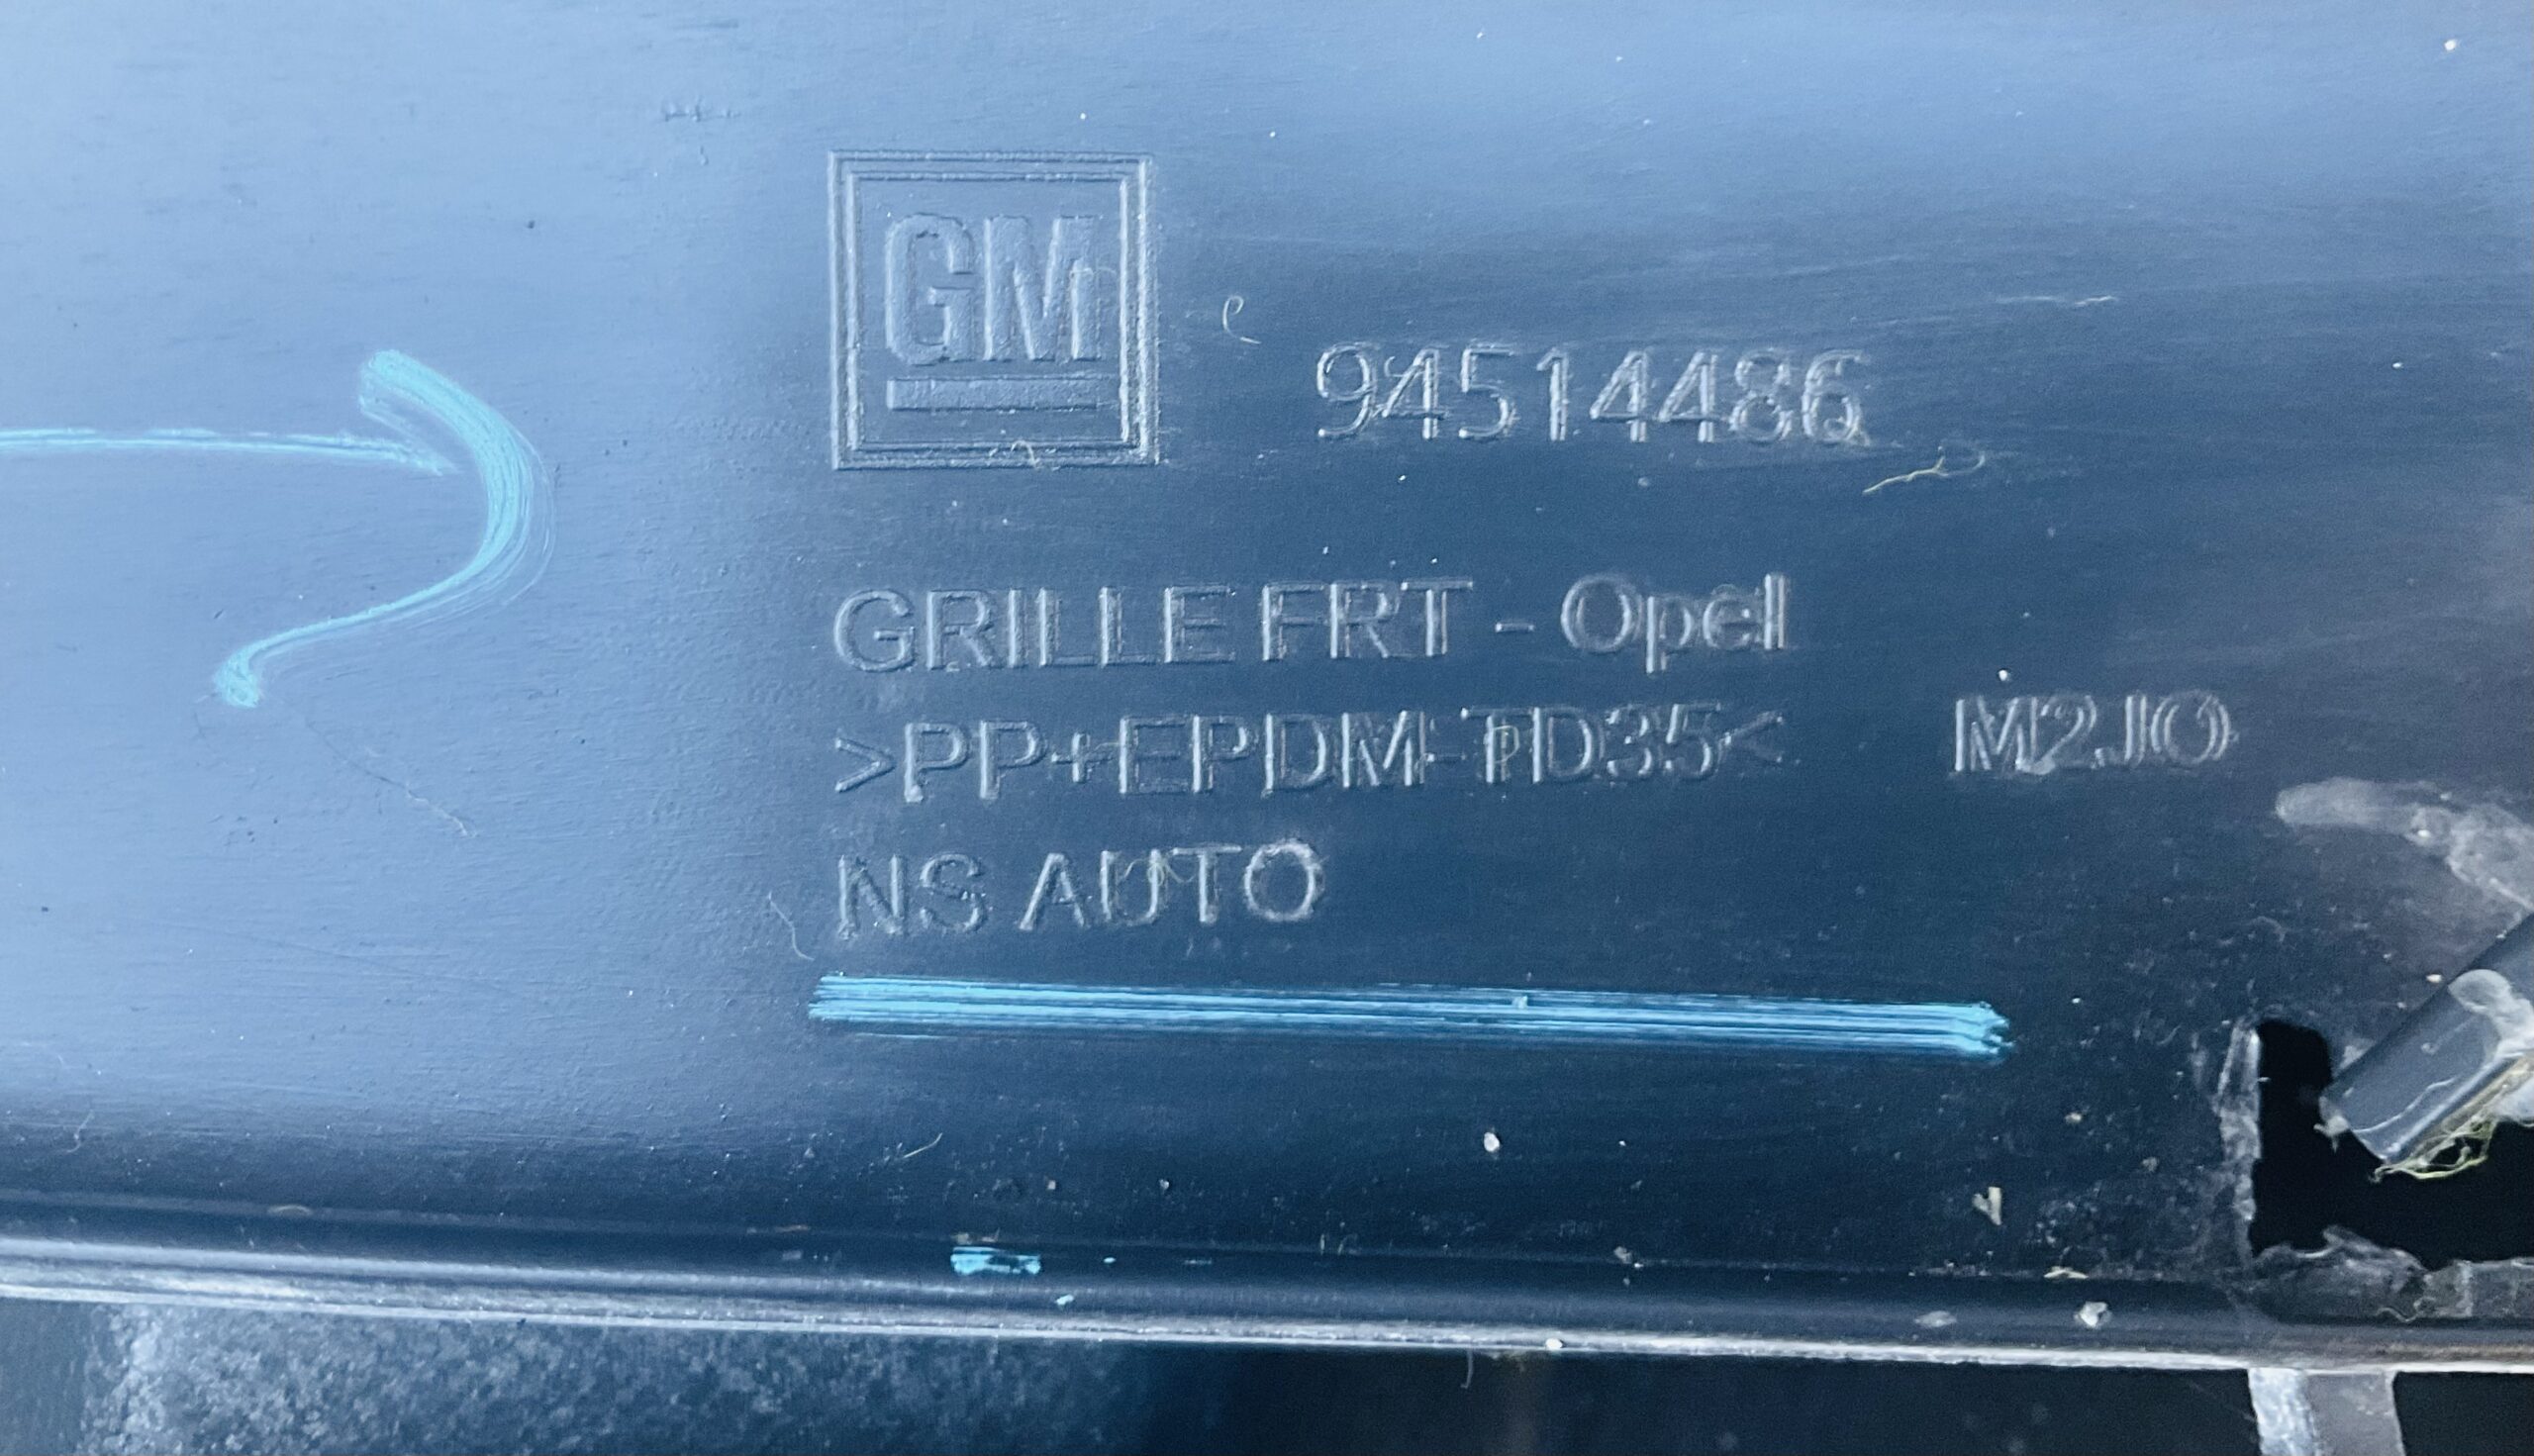 GM
94514486
GRILLE FRT - Opel
>PP+EPDM-TD35<
M2JO
NS AUTO